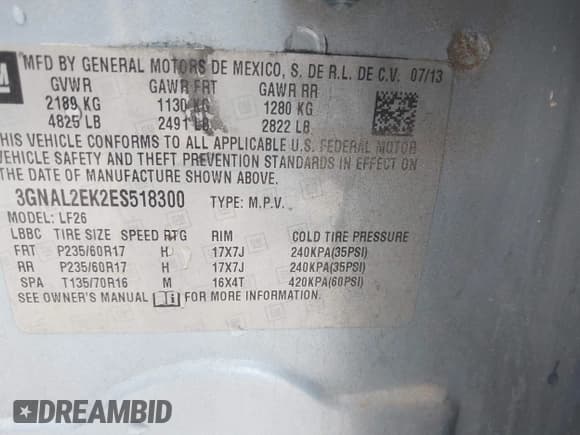 GM MFD BY GENERAL MOTORS DE MEXICO, S. DE R.L. DE C.V. 07/13
GVWR GAWR FRT GAWR RR
2189 KG 1130 KG 1280 KG
4825 LB 2491 LB 2822 LB
THIS VEHICLE CONFORMS TO ALL APPLICABLE U.S. FEDERAL MOTOR
VEHICLE SAFETY AND THEFT PREVENTION STANDARDS IN EFFECT ON
THE DATE OF MANUFACTURE SHOWN ABOVE.
3GNAL2EK2ES518300 TYPE: M.P.V.
MODEL: LF26
LBBC TIRE SIZE SPEED RTG RIM COLD TIRE PRESSURE
FRT P235/60R17 H 17X7J 240KPA(35PSI)
RR P235/60R17 H 17X7J 240KPA(35PSI)
SPA T135/70R16 M 16X4T 420KPA(60PSI)
SEE OWNER'S MANUAL FOR MORE INFORMATION.
DREAMBID